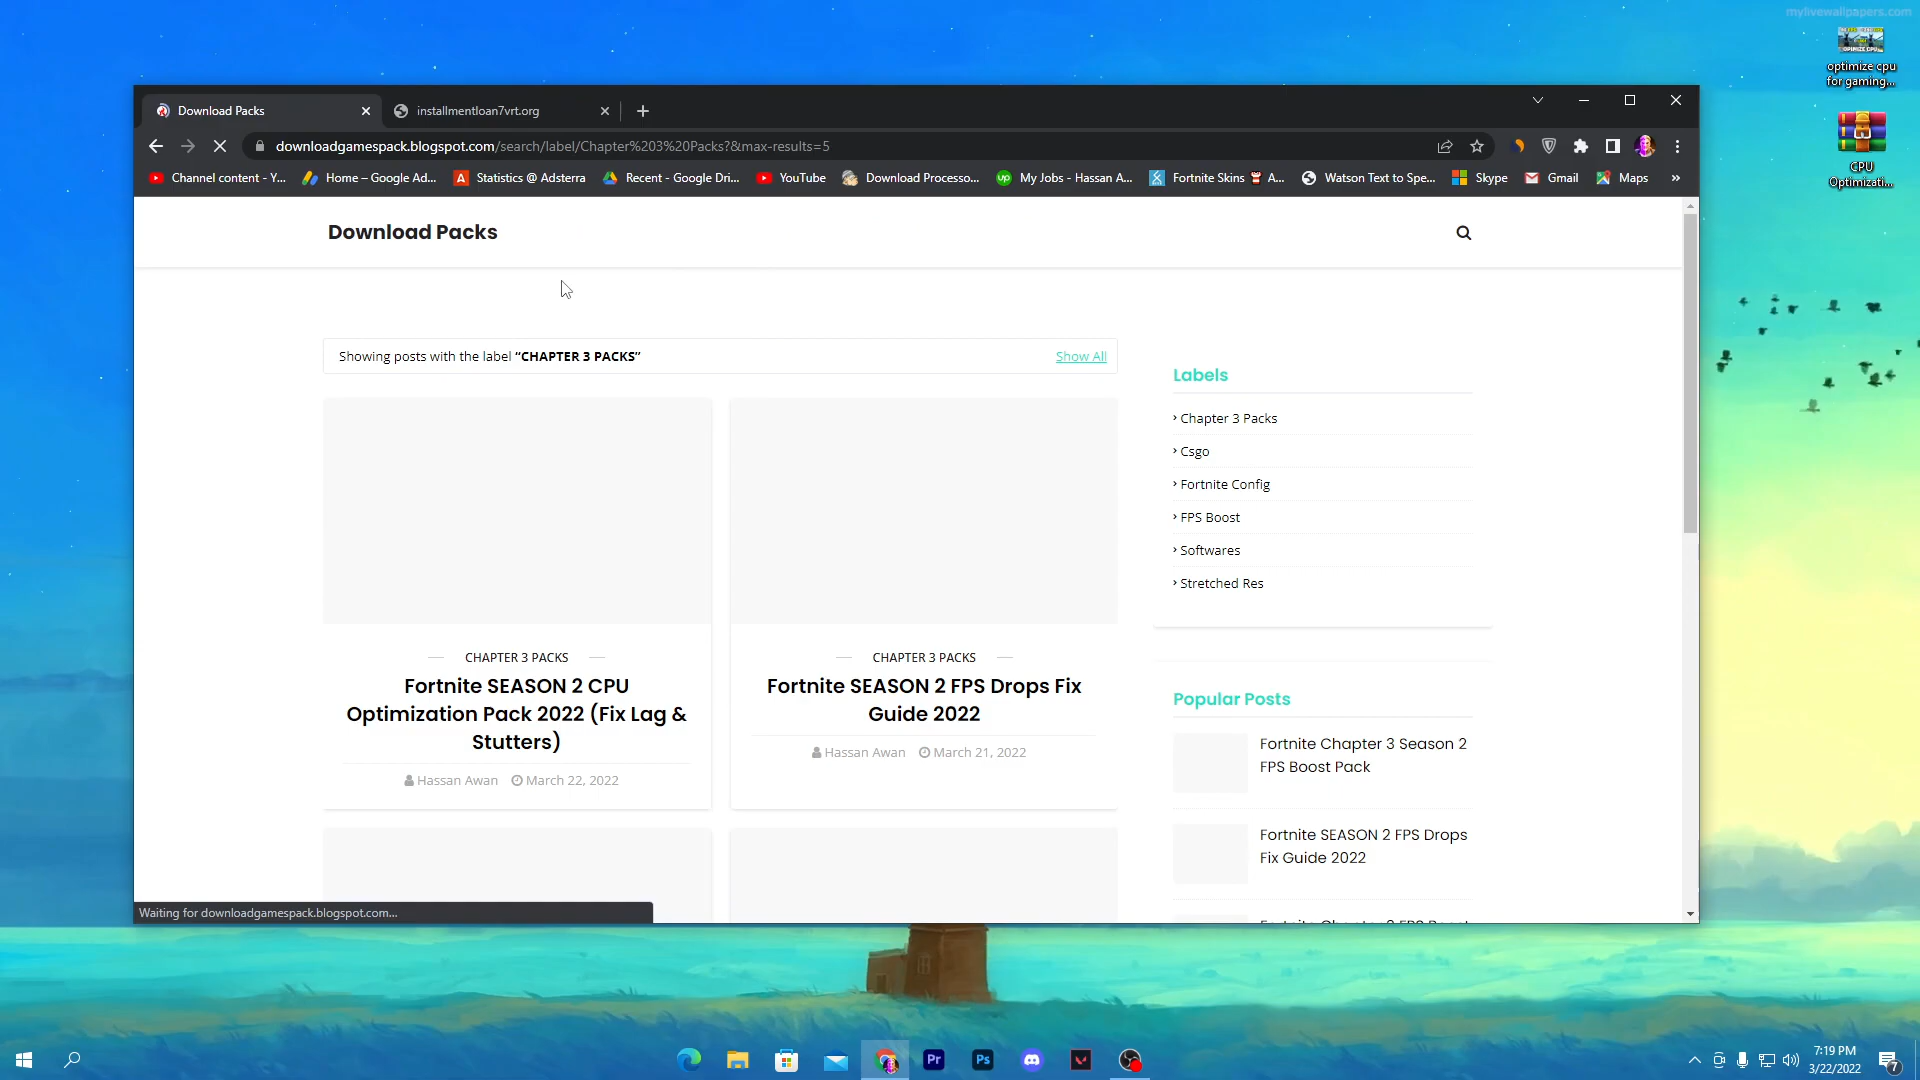 mylivewallpapers.com
optimize cpu
for gaming...
CPU
Optimizati...
Download Packs
installmentloan7vrt.org
downloadgamespack.blogspot.com/search/label/Chapter%203%20Packs?&max-results=5
Channel content - Y...
Home – Google Ad...
Statistics @ Adsterra
Recent - Google Dri...
YouTube
Download Processo...
My Jobs - Hassan A...
Fortnite Skins A...
Watson Text to Spe...
Skype
Gmail
Maps
»
Download Packs
Showing posts with the label “CHAPTER 3 PACKS”
Show All
CHAPTER 3 PACKS
Fortnite SEASON 2 CPU
Optimization Pack 2022 (Fix Lag &
Stutters)
Hassan Awan March 22, 2022
CHAPTER 3 PACKS
Fortnite SEASON 2 FPS Drops Fix
Guide 2022
Hassan Awan March 21, 2022
Labels
Chapter 3 Packs
Csgo
Fortnite Config
FPS Boost
Softwares
Stretched Res
Popular Posts
Fortnite Chapter 3 Season 2
FPS Boost Pack
Fortnite SEASON 2 FPS Drops
Fix Guide 2022
Waiting for downloadgamespack.blogspot.com...
Pr
Ps
7:19 PM
3/22/2022
7